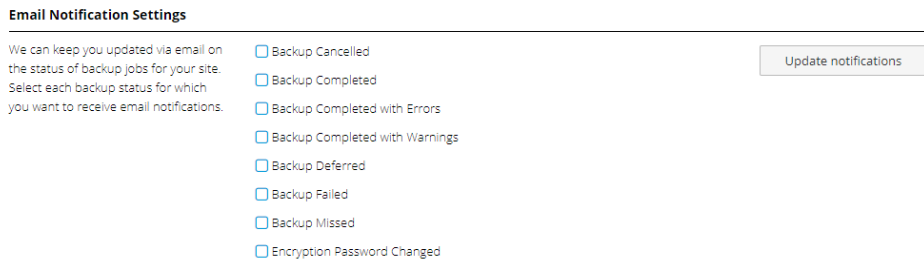 Email Notification Settings
We can keep you updated via email on
the status of backup jobs for your site.
Select each backup status for which
you want to receive email notifications.
Backup Cancelled
Backup Completed
Backup Completed with Errors
Backup Completed with Warnings
Backup Deferred
Backup Failed
Backup Missed
Encryption Password Changed
Update notifications